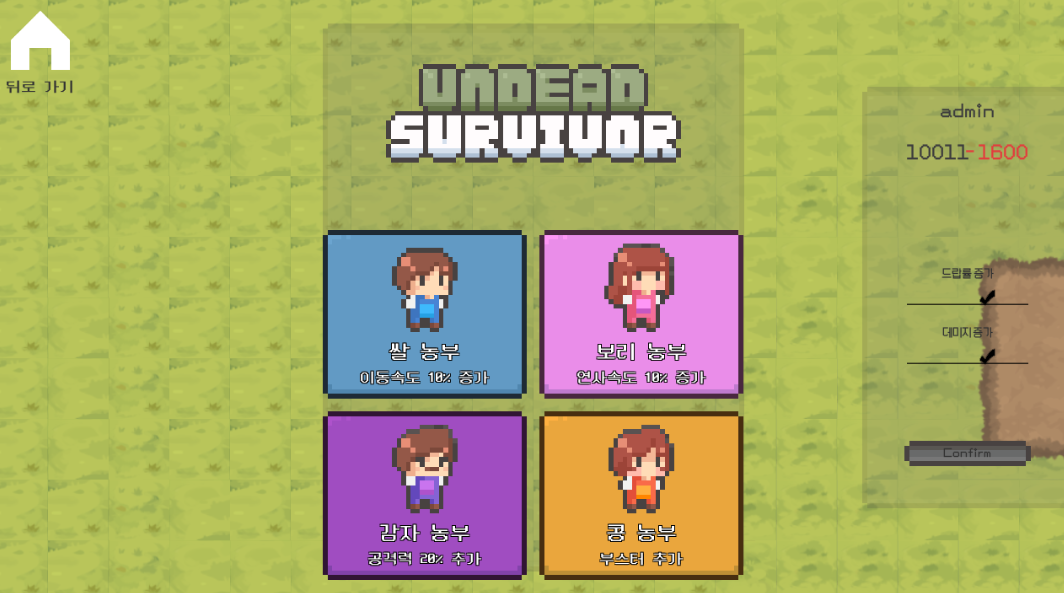 뒤로 가기
UNDEAD
SURVIVOR
쌀 농부
이동속도 10% 증가
보리 농부
연사속도 10% 증가
감자 농부
공격력 20% 추가
콩 농부
부스터 추가
admin
10011-1600
드랍률증가
데미지증가
Confirm